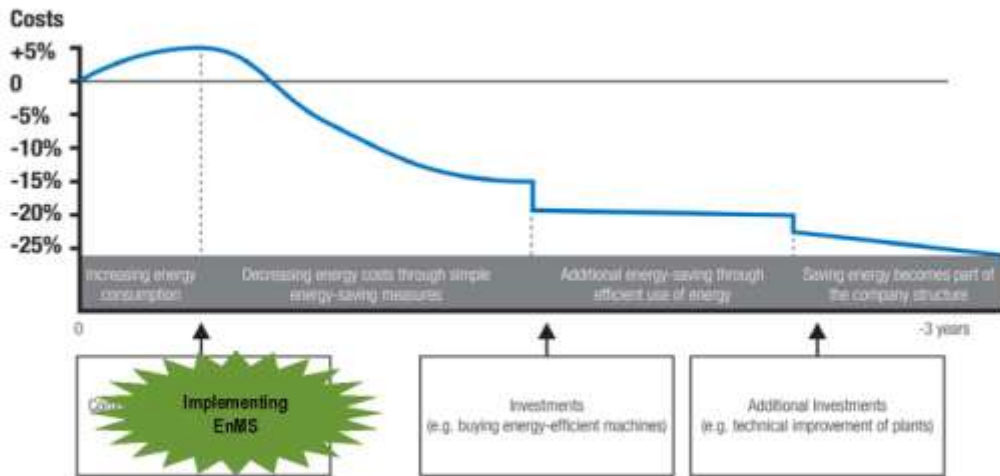 Costs
+5%
0
-5%
-10%
-15%
-20%
-25%
Increasing energy
consumption
Decreasing energy costs through simple
energy-saving measures
Additional energy-saving through
efficient use of energy
Saving energy becomes part of
the company structure
0
-3 years
Implementing
EnMS
Investments
(e.g. buying energy-efficient machines)
Additional Investments
(e.g. technical improvement of plants)